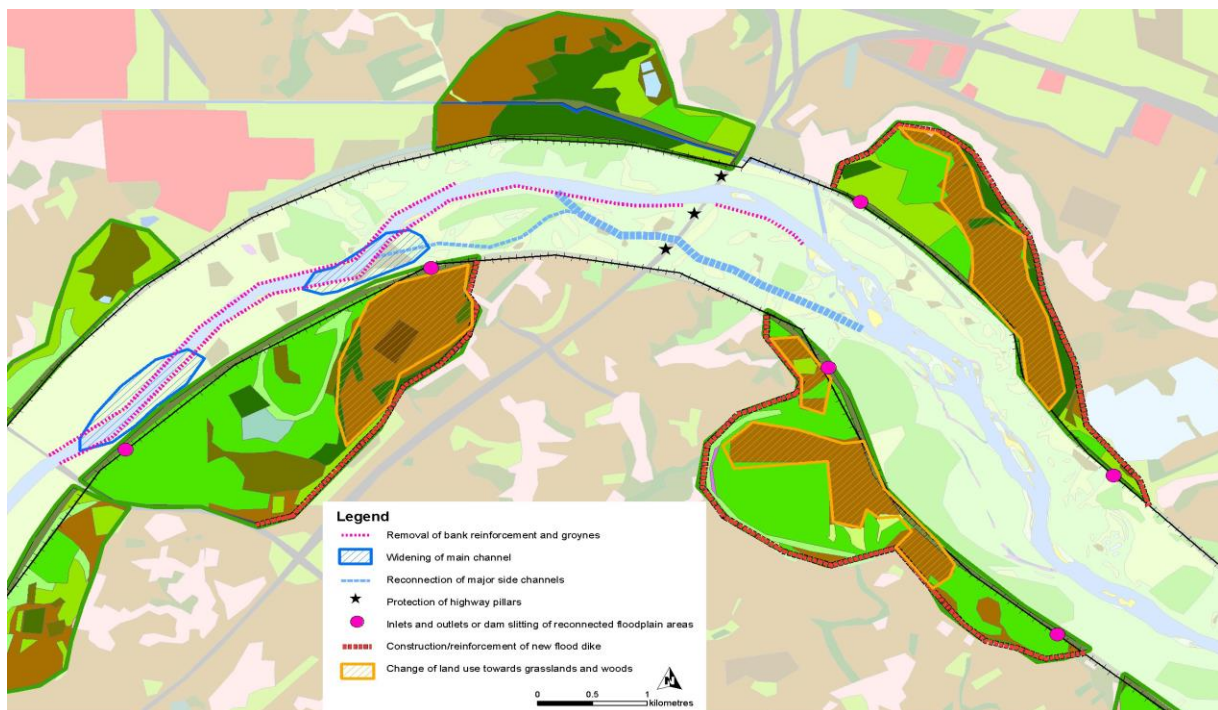 Legend
Removal of bank reinforcement and groynes
Widening of main channel
Reconnection of major side channels
Protection of highway pillars
Inlets and outlets or dam slitting of reconnected floodplain areas
Construction/reinforcement of new flood dike
Change of land use towards grasslands and woods
N
0 0.5 1
kilometres